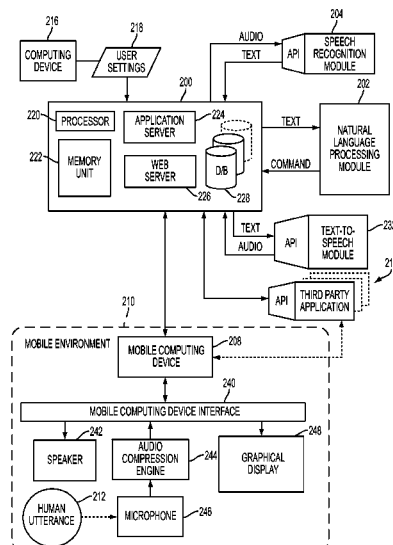 216
COMPUTING
DEVICE
218
USER
SETTINGS
AUDIO
TEXT
204
API
SPEECH
RECOGNITION
MODULE
200
220
PROCESSOR
APPLICATION
SERVER
224
222
MEMORY
UNIT
WEB
SERVER
226
D/B
228
TEXT
COMMAND
202
NATURAL
LANGUAGE
PROCESSING
MODULE
TEXT
AUDIO
API
TEXT-TO-
SPEECH
MODULE
API
THIRD PARTY
APPLICATION
210
MOBILE ENVIRONMENT
MOBILE COMPUTING
DEVICE
208
240
MOBILE COMPUTING DEVICE INTERFACE
242
SPEAKER
AUDIO
COMPRESSION
ENGINE
244
GRAPHICAL
DISPLAY
248
212
HUMAN
UTTERANCE
MICROPHONE
246